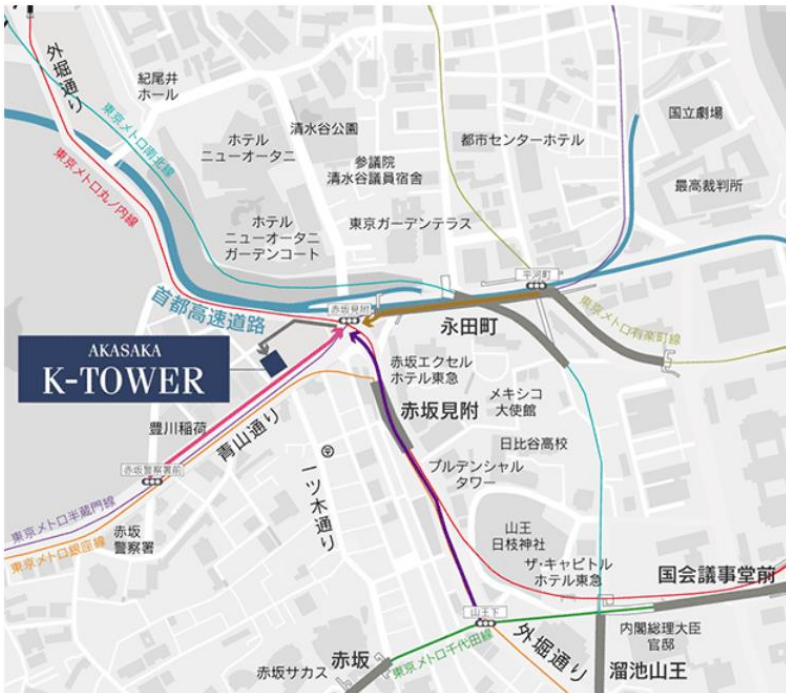 外堀通り
紀尾井
ホール
東京メトロ南北線
東京メトロ丸ノ内線
ホテル
ニューオータニ
清水谷公園
参議院
清水谷議員宿舎
都市センターホテル
国立劇場
最高裁判所
ホテル
ニューオータニ
ガーデンコート
東京ガーデンテラス
平河町
首都高速道路
赤坂見附
永田町
東京メトロ有楽町線
AKASAKA
K-TOWER
赤坂エクセル
ホテル東急
メキシコ
大使館
赤坂見附
日比谷高校
豊川稲荷
青山通り
プルデンシャル
タワー
赤坂警察署前
一ツ木通り
東京メトロ半蔵門線
東京メトロ銀座線
赤坂
警察署
山王
日枝神社
ザ・キャピトル
ホテル東急
国会議事堂前
山王下
内閣総理大臣
官邸
外堀通り
赤坂
赤坂サカス
東京メトロ千代田線
溜池山王